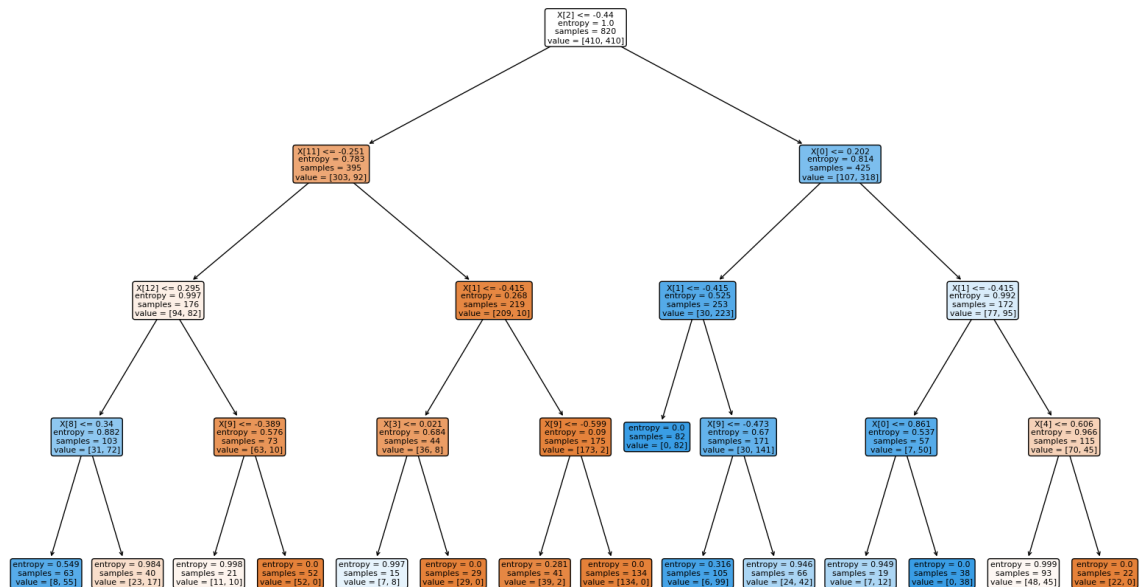 X[2] <= -0.44
entropy = 1.0
samples = 820
value = [410, 410]
X[11] <= -0.251
entropy = 0.783
samples = 395
value = [303, 92]
X[0] <= 0.202
entropy = 0.814
samples = 425
value = [107, 318]
X[12] <= 0.295
entropy = 0.997
samples = 176
value = [94, 82]
X[1] <= -0.415
entropy = 0.268
samples = 219
value = [209, 10]
X[1] <= -0.415
entropy = 0.525
samples = 253
value = [30, 223]
X[1] <= -0.415
entropy = 0.992
samples = 172
value = [77, 95]
X[8] <= 0.34
entropy = 0.882
samples = 103
value = [31, 72]
X[9] <= -0.389
entropy = 0.576
samples = 73
value = [63, 10]
X[3] <= 0.021
entropy = 0.684
samples = 44
value = [36, 8]
X[9] <= -0.599
entropy = 0.09
samples = 175
value = [173, 2]
entropy = 0.0
samples = 82
value = [0, 82]
X[9] <= -0.473
entropy = 0.67
samples = 171
value = [30, 141]
X[0] <= 0.861
entropy = 0.537
samples = 57
value = [7, 50]
X[4] <= 0.606
entropy = 0.966
samples = 115
value = [70, 45]
entropy = 0.549
samples = 63
value = [8, 55]
entropy = 0.984
samples = 40
value = [23, 17]
entropy = 0.998
samples = 21
value = [11, 10]
entropy = 0.0
samples = 52
value = [52, 0]
entropy = 0.997
samples = 15
value = [7, 8]
entropy = 0.0
samples = 29
value = [29, 0]
entropy = 0.281
samples = 41
value = [39, 2]
entropy = 0.0
samples = 134
value = [134, 0]
entropy = 0.316
samples = 105
value = [6, 99]
entropy = 0.946
samples = 66
value = [24, 42]
entropy = 0.949
samples = 19
value = [7, 12]
entropy = 0.0
samples = 38
value = [0, 38]
entropy = 0.999
samples = 93
value = [48, 45]
entropy = 0.0
samples = 22
value = [22, 0]